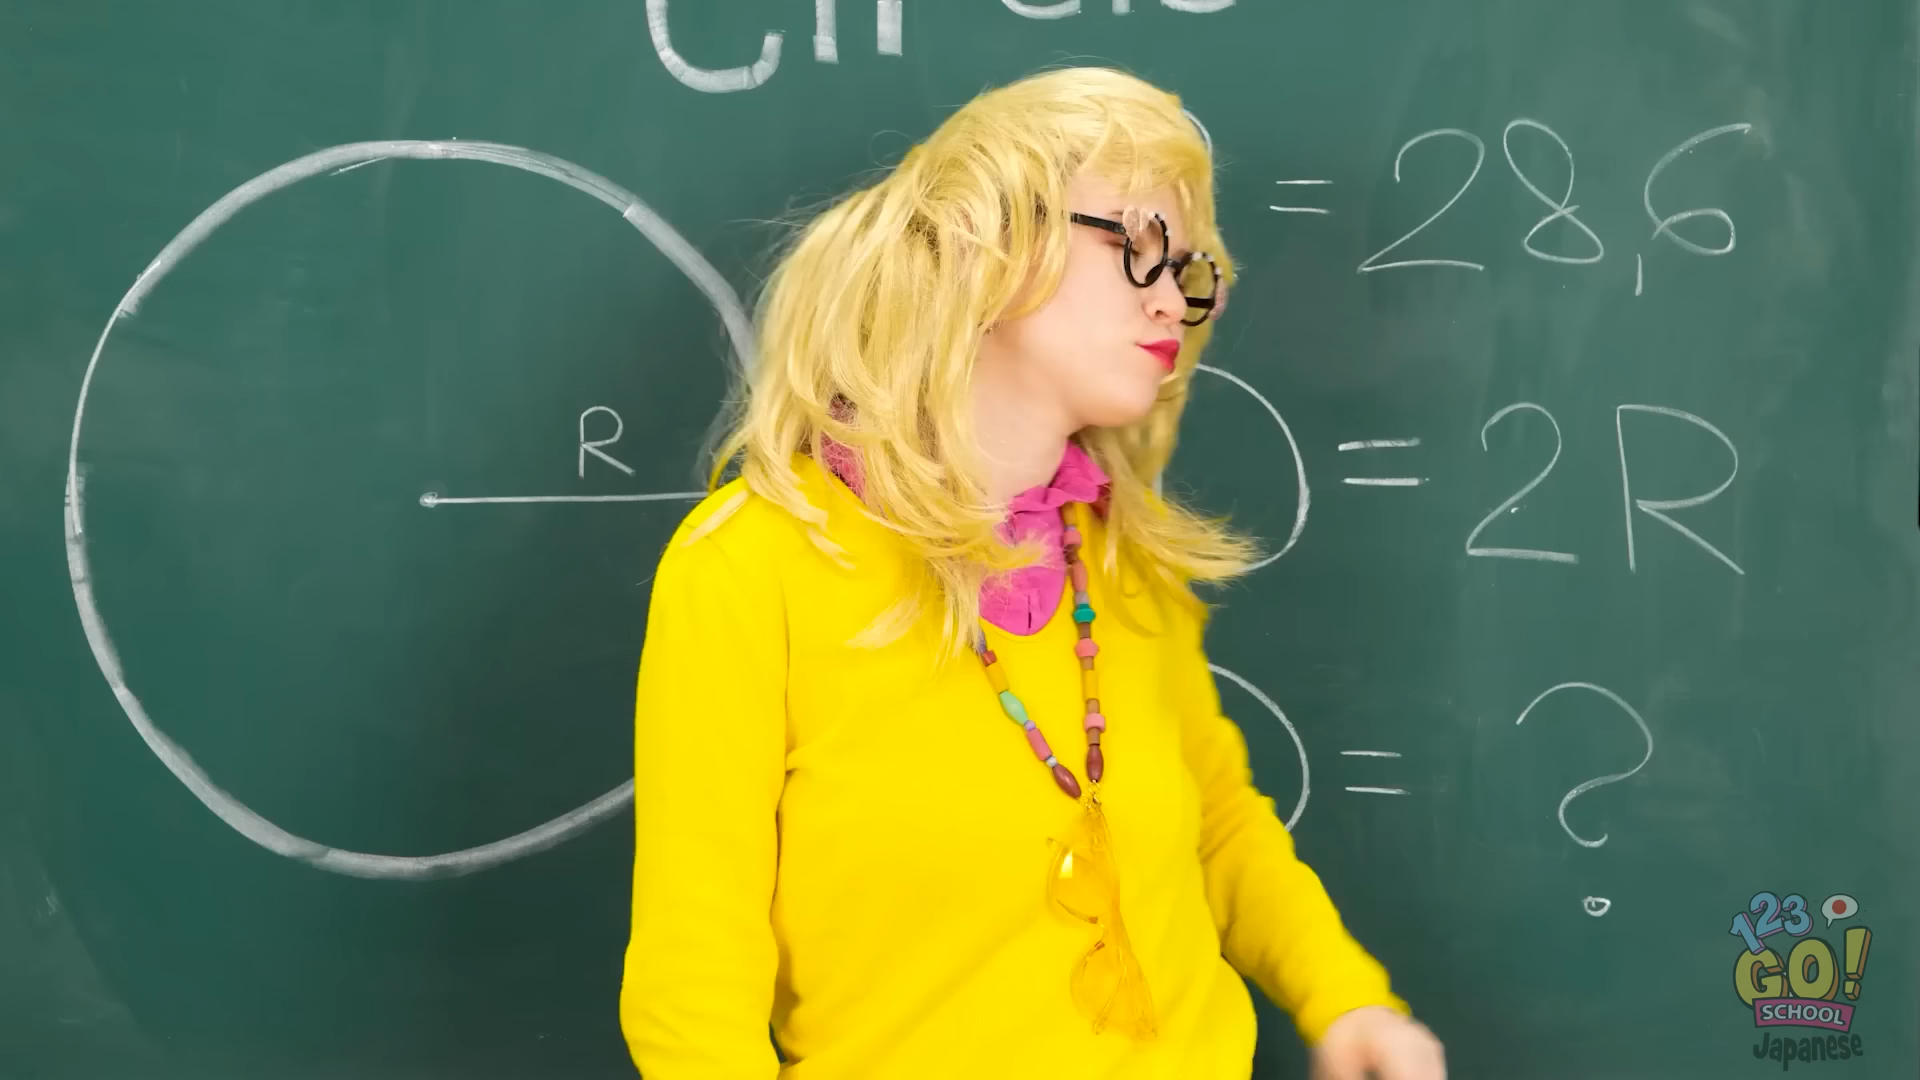 R
= 28,6
= 2R
= ?
123
GO!
SCHOOL
Japanese